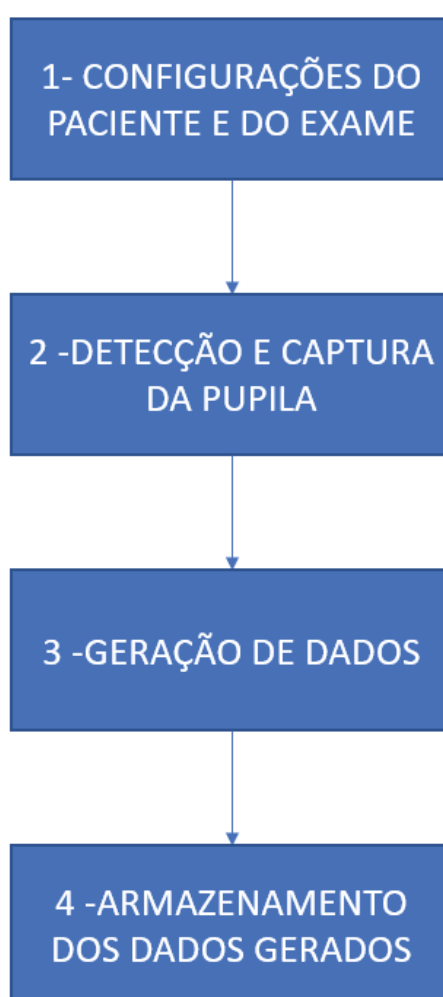 1- CONFIGURAÇÕES DO
PACIENTE E DO EXAME
2 -DETECÇÃO E CAPTURA
DA PUPILA
3 -GERAÇÃO DE DADOS
4 -ARMAZENAMENTO
DOS DADOS GERADOS